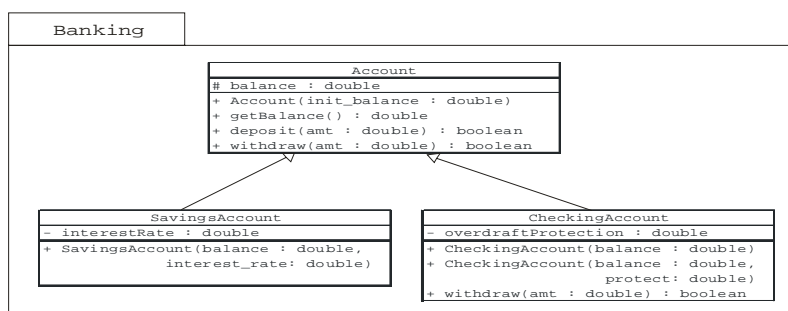 Banking
Account
# balance : double
+ Account(init_balance : double)
+ getBalance() : double
+ deposit(amt : double) : boolean
+ withdraw(amt : double) : boolean
SavingsAccount
- interestRate : double
+ SavingsAccount(balance : double,
interest_rate: double)
CheckingAccount
- overdraftProtection : double
+ CheckingAccount(balance : double)
+ CheckingAccount(balance : double,
protect: double)
+ withdraw(amt : double) : boolean